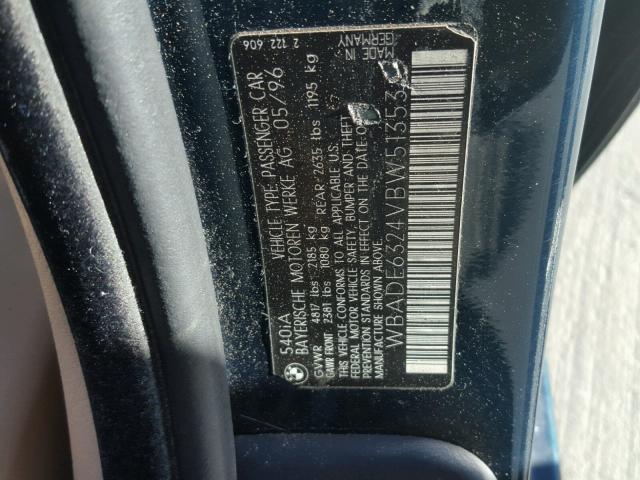 540iA VEHICLE TYPE: PASSENGER CAR
BAYERISCHE MOTOREN WERKE AG 05/96
GVWR 4817 lbs 2185 kg
GAWR FRONT 2381 lbs 1080 kg REAR 2635 lbs 1195 kg
THIS VEHICLE CONFORMS TO ALL APPLICABLE U.S.
FEDERAL MOTOR VEHICLE SAFETY, BUMPER AND THEFT
PREVENTION STANDARDS IN EFFECT ON THE DATE OF
MANUFACTURE SHOWN ABOVE.
WBADE6324VBW5135
MADE IN
GERMANY
2 122 606